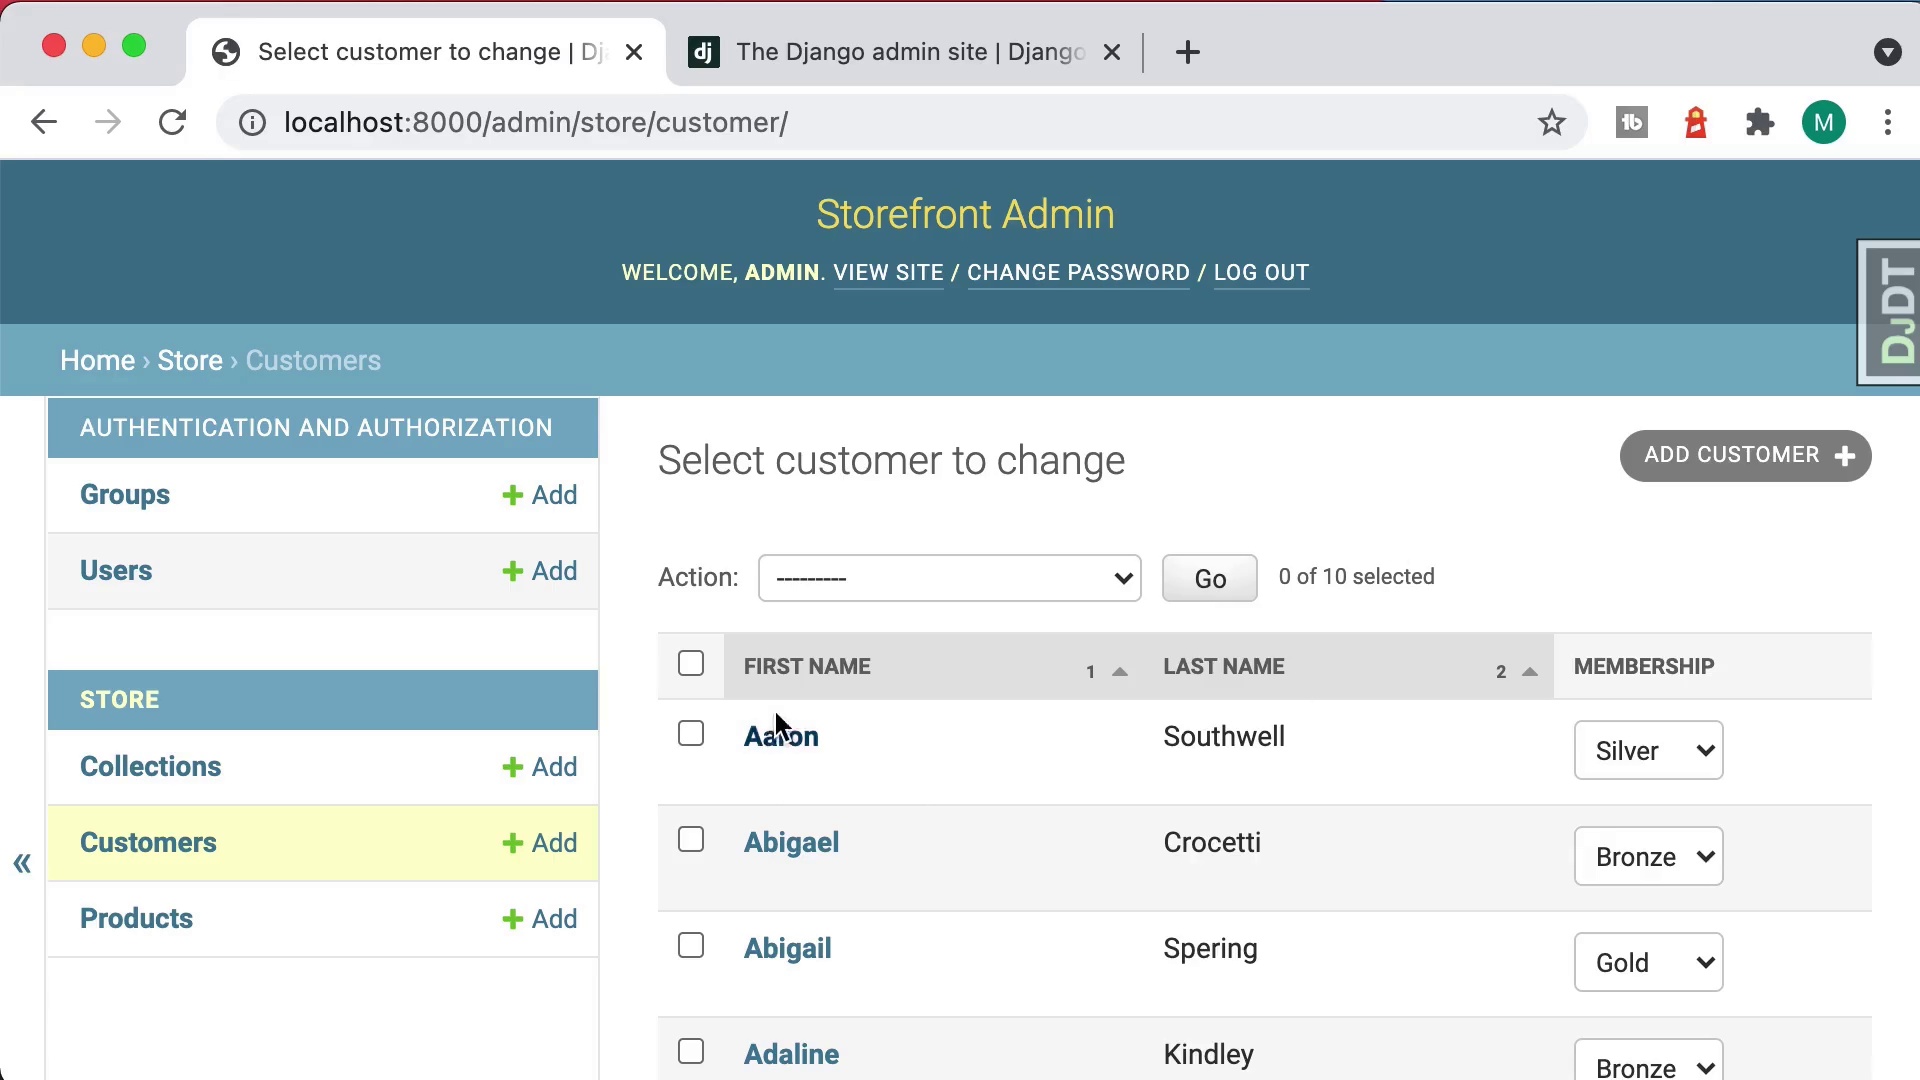 Select customer to change | Dj
The Django admin site | Django
localhost:8000/admin/store/customer/
tb
M
Storefront Admin
WELCOME, ADMIN. VIEW SITE / CHANGE PASSWORD / LOG OUT
DJDT
Home › Store › Customers
AUTHENTICATION AND AUTHORIZATION
Groups + Add
Users + Add
STORE
Collections + Add
Customers + Add
Products + Add
«
Select customer to change
ADD CUSTOMER +
Action: --------- Go 0 of 10 selected
FIRST NAME 1 LAST NAME 2 MEMBERSHIP
Aaron Southwell Silver
Abigael Crocetti Bronze
Abigail Spering Gold
Adaline Kindley Bronze